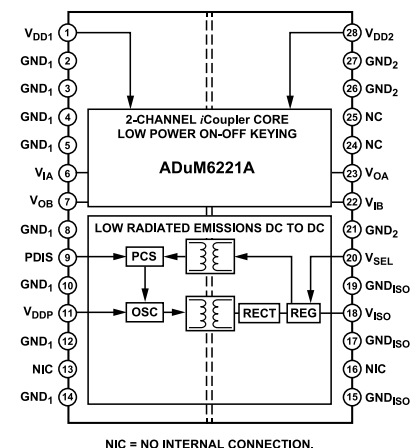 VDD1 1
GND1 2
GND1 3
GND1 4
GND1 5
VIA 6
VOB 7
GND1 8
PDIS 9
GND1 10
VDDP 11
GND1 12
NIC 13
GND1 14
2-CHANNEL iCoupler CORE
LOW POWER ON-OFF KEYING
ADuM6221A
LOW RADIATED EMISSIONS DC TO DC
PCS
OSC
RECT
REG
28 VDD2
27 GND2
26 GND2
25 NC
24 NC
23 VOA
22 VIB
21 GND2
20 VSEL
19 GNDISO
18 VISO
17 GNDISO
16 NIC
15 GNDISO
NIC = NO INTERNAL CONNECTION.